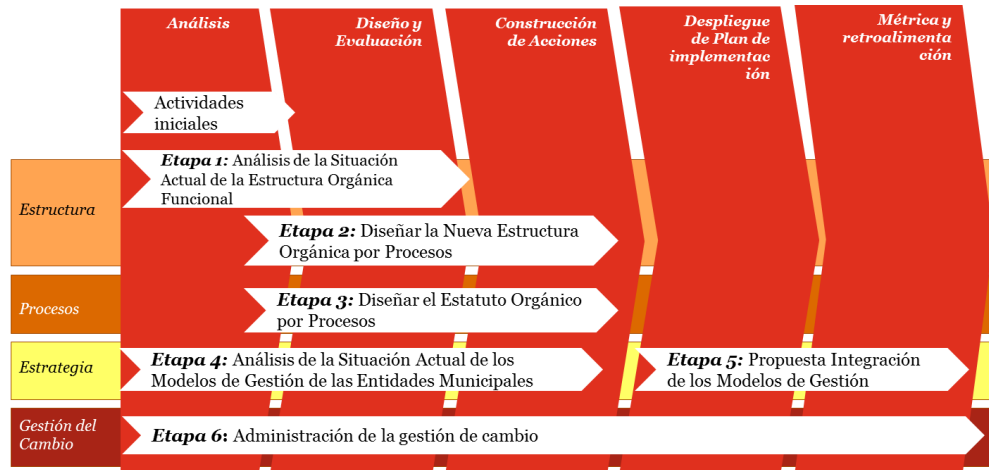 Análisis
Diseño y
Evaluación
Construcción
de Acciones
Despliegue
de Plan de
implementac
ión
Métrica y
retroalimenta
ción
Actividades
iniciales
Estructura
Etapa 1: Análisis de la Situación
Actual de la Estructura Orgánica
Funcional
Etapa 2: Diseñar la Nueva Estructura
Orgánica por Procesos
Procesos
Etapa 3: Diseñar el Estatuto Orgánico
por Procesos
Estrategia
Etapa 4: Análisis de la Situación Actual de los
Modelos de Gestión de las Entidades Municipales
Etapa 5: Propuesta Integración
de los Modelos de Gestión
Gestión del
Cambio
Etapa 6: Administración de la gestión de cambio